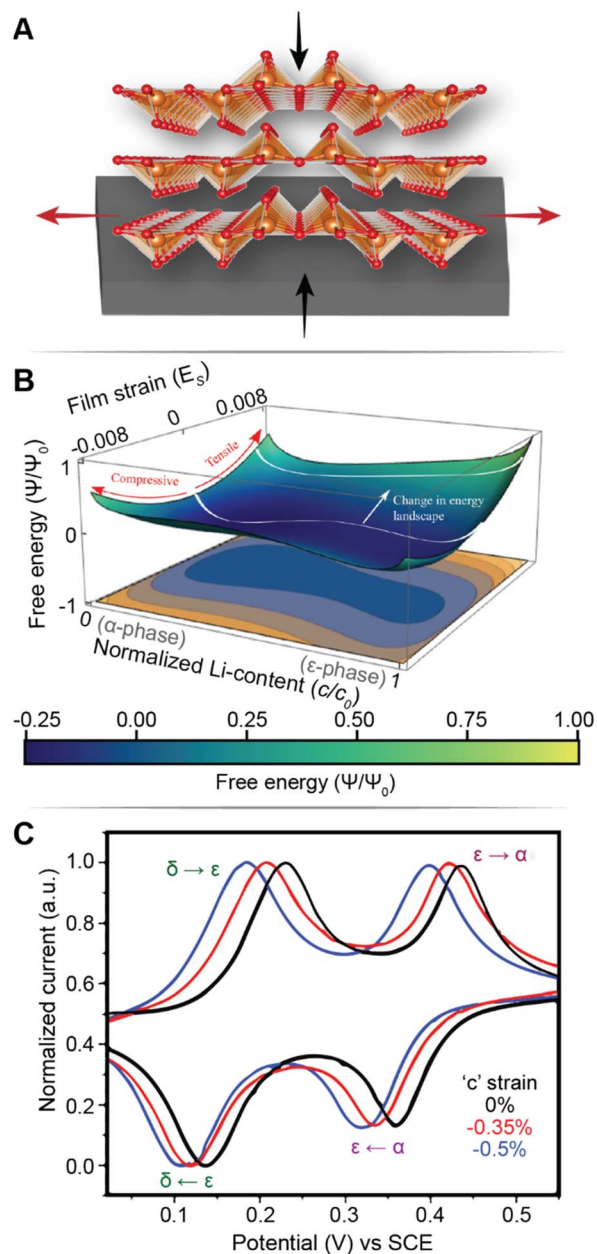 A
B
Film strain (Eₛ)
-0.008
0
0.008
Compressive
Tensile
Change in energy
landscape
Free energy (Ψ/Ψ₀)
1
0
-1
0
(α-phase)
(ε-phase)
1
Normalized Li-content (c/c₀)
-0.25
0.00
0.25
0.50
0.75
1.00
Free energy (Ψ/Ψ₀)
C
δ → ε
ε → α
Normalized current (a.u.)
1.0
0.8
0.6
0.4
0.2
0.0
'c' strain
0%
-0.35%
-0.5%
ε ← α
δ ← ε
0.1
0.2
0.3
0.4
0.5
Potential (V) vs SCE